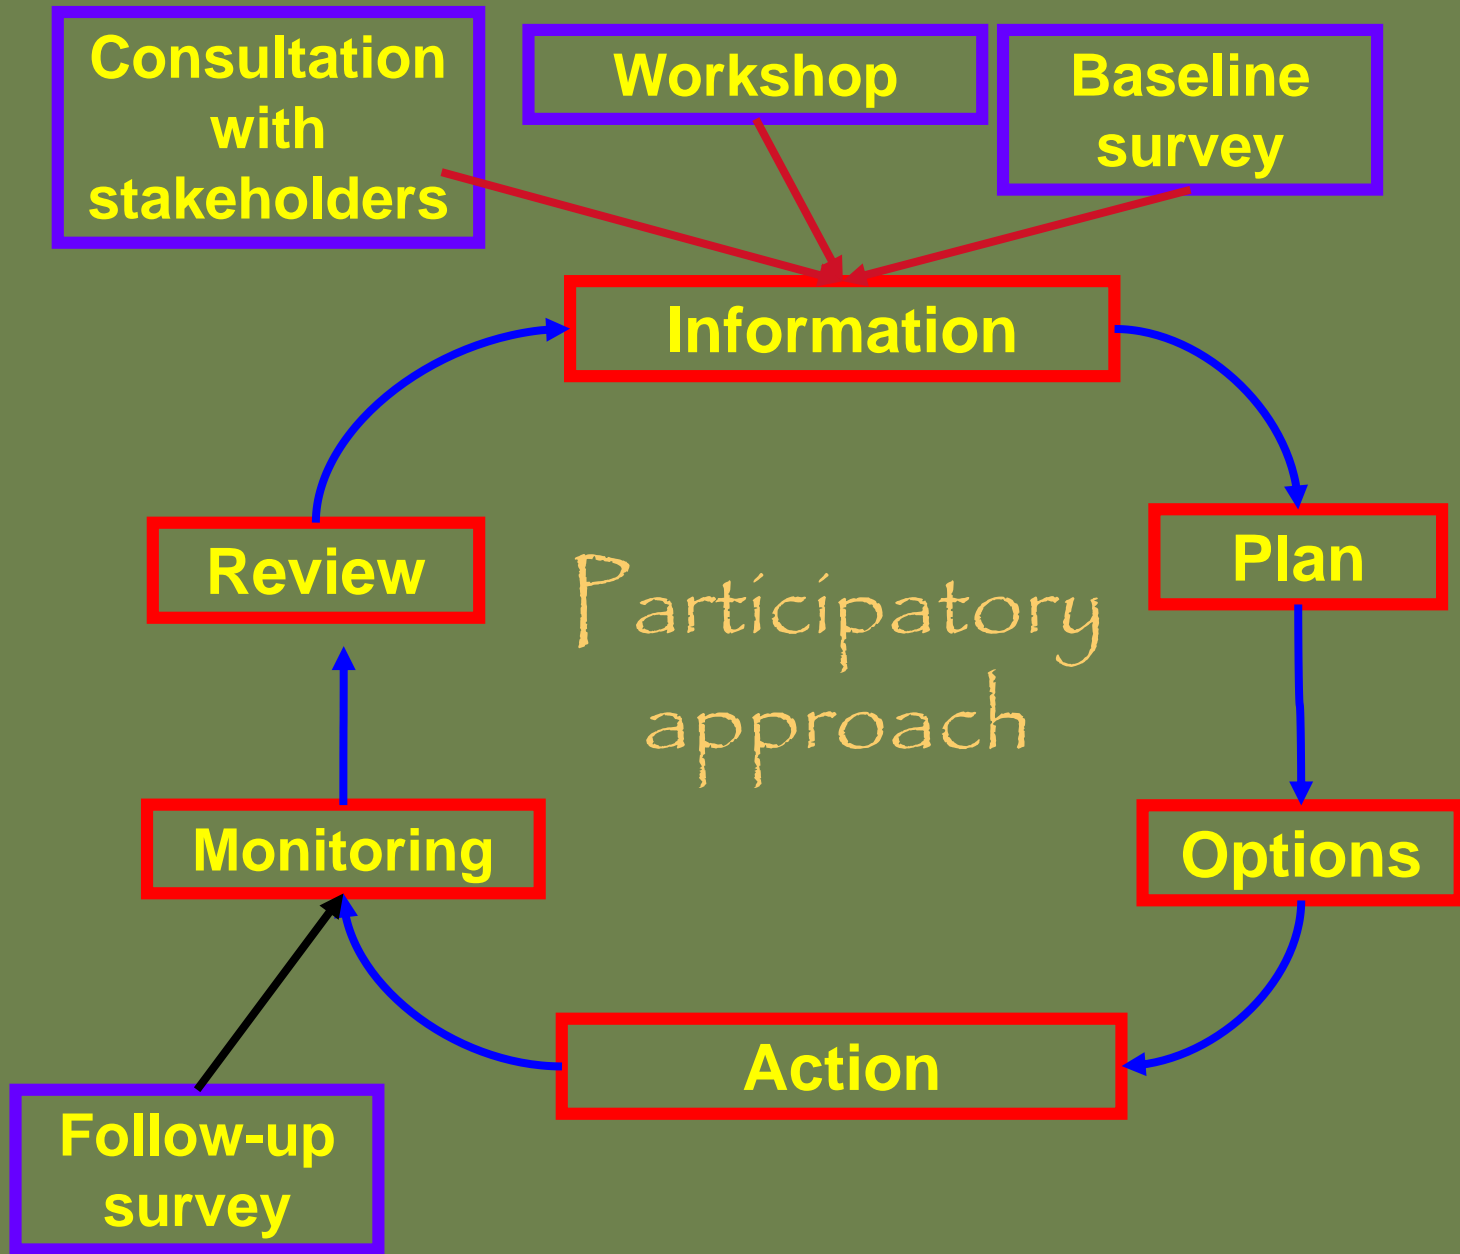 Consultation
with
stakeholders
Workshop
Baseline
survey
Information
Review
Plan
Participatory
approach
Monitoring
Options
Action
Follow-up
survey